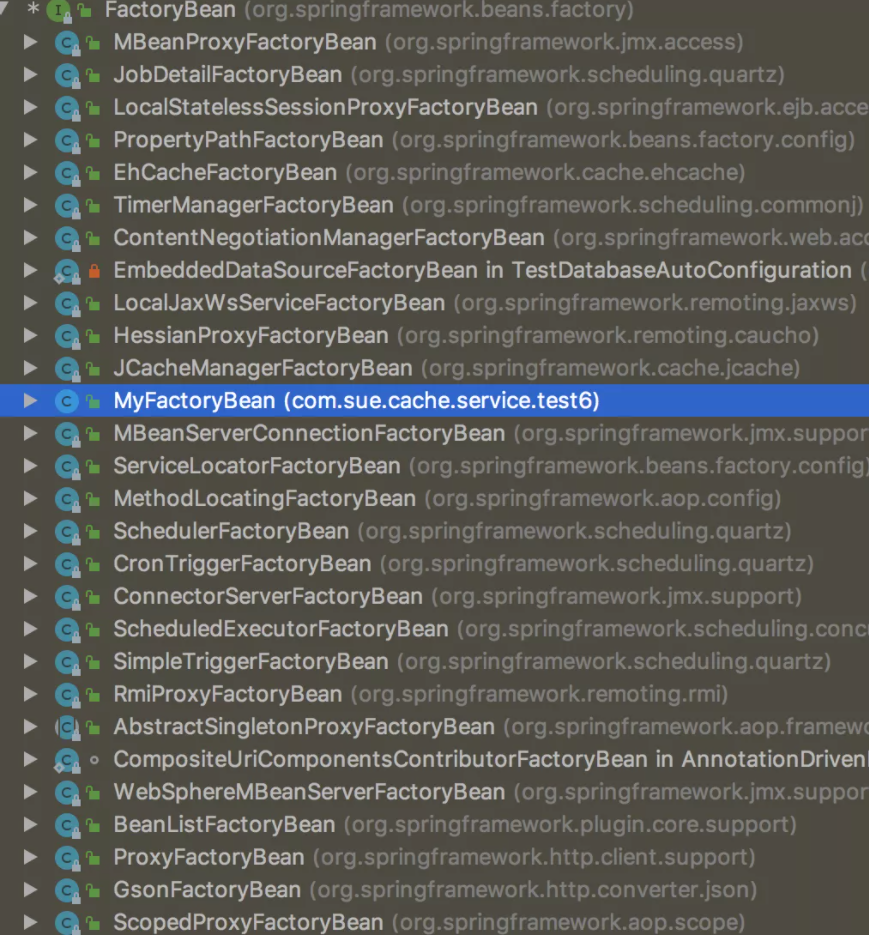 * FactoryBean (org.springframework.beans.factory)
MBeanProxyFactoryBean (org.springframework.jmx.access)
JobDetailFactoryBean (org.springframework.scheduling.quartz)
LocalStatelessSessionProxyFactoryBean (org.springframework.ejb.acce
PropertyPathFactoryBean (org.springframework.beans.factory.config)
EhCacheFactoryBean (org.springframework.cache.ehcache)
TimerManagerFactoryBean (org.springframework.scheduling.commonj)
ContentNegotiationManagerFactoryBean (org.springframework.web.acc
EmbeddedDataSourceFactoryBean in TestDatabaseAutoConfiguration (
LocalJaxWsServiceFactoryBean (org.springframework.remoting.jaxws)
HessianProxyFactoryBean (org.springframework.remoting.caucho)
JCacheManagerFactoryBean (org.springframework.cache.jcache)
MyFactoryBean (com.sue.cache.service.test6)
MBeanServerConnectionFactoryBean (org.springframework.jmx.suppor
ServiceLocatorFactoryBean (org.springframework.beans.factory.config)
MethodLocatingFactoryBean (org.springframework.aop.config)
SchedulerFactoryBean (org.springframework.scheduling.quartz)
CronTriggerFactoryBean (org.springframework.scheduling.quartz)
ConnectorServerFactoryBean (org.springframework.jmx.support)
ScheduledExecutorFactoryBean (org.springframework.scheduling.conc
SimpleTriggerFactoryBean (org.springframework.scheduling.quartz)
RmiProxyFactoryBean (org.springframework.remoting.rmi)
AbstractSingletonProxyFactoryBean (org.springframework.aop.framewo
CompositeUriComponentsContributorFactoryBean in AnnotationDriven
WebSphereMBeanServerFactoryBean (org.springframework.jmx.suppor
BeanListFactoryBean (org.springframework.plugin.core.support)
ProxyFactoryBean (org.springframework.http.client.support)
GsonFactoryBean (org.springframework.http.converter.json)
ScopedProxyFactoryBean (org.springframework.aop.scope)